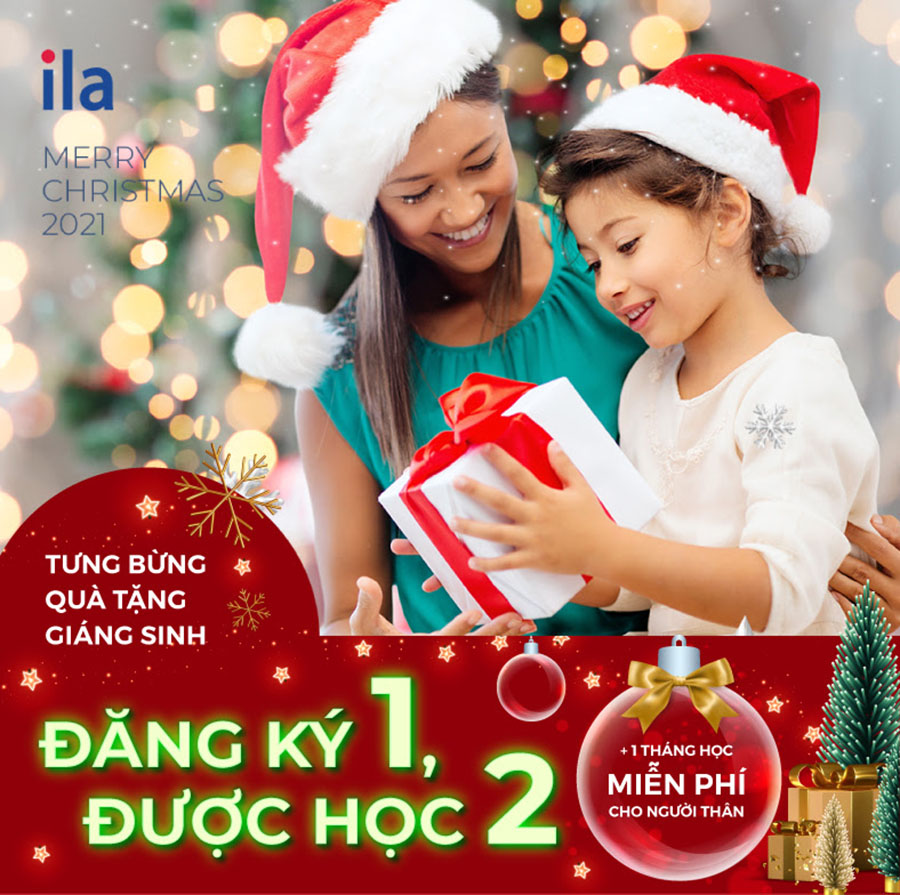 ila
MERRY
CHRISTMAS
2021
TƯNG BỪNG
QUÀ TẶNG
GIÁNG SINH
ĐĂNG KÝ 1,
ĐƯỢC HỌC 2
+ 1 THÁNG HỌC
MIỄN PHÍ
CHO NGƯỜI THÂN